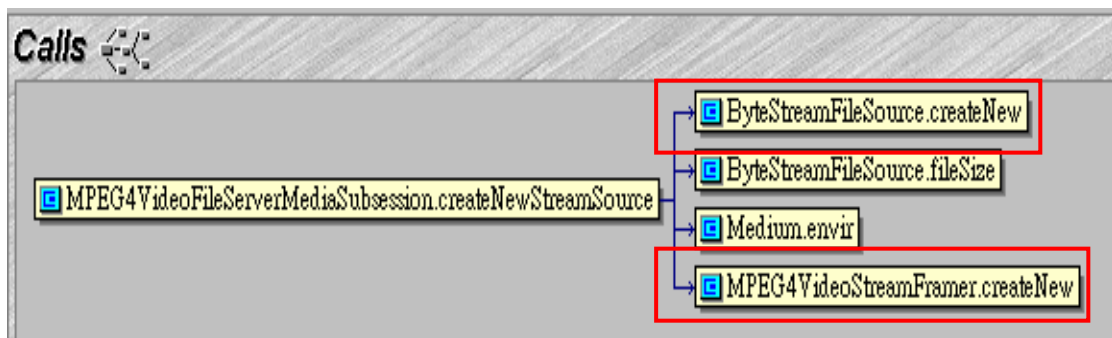 Calls
ByteStreamFileSource.createNew
ByteStreamFileSource.fileSize
MPEG4VideoFileServerMediaSubsession.createNewStreamSource
Medium.envir
MPEG4VideoStreamFramer.createNew